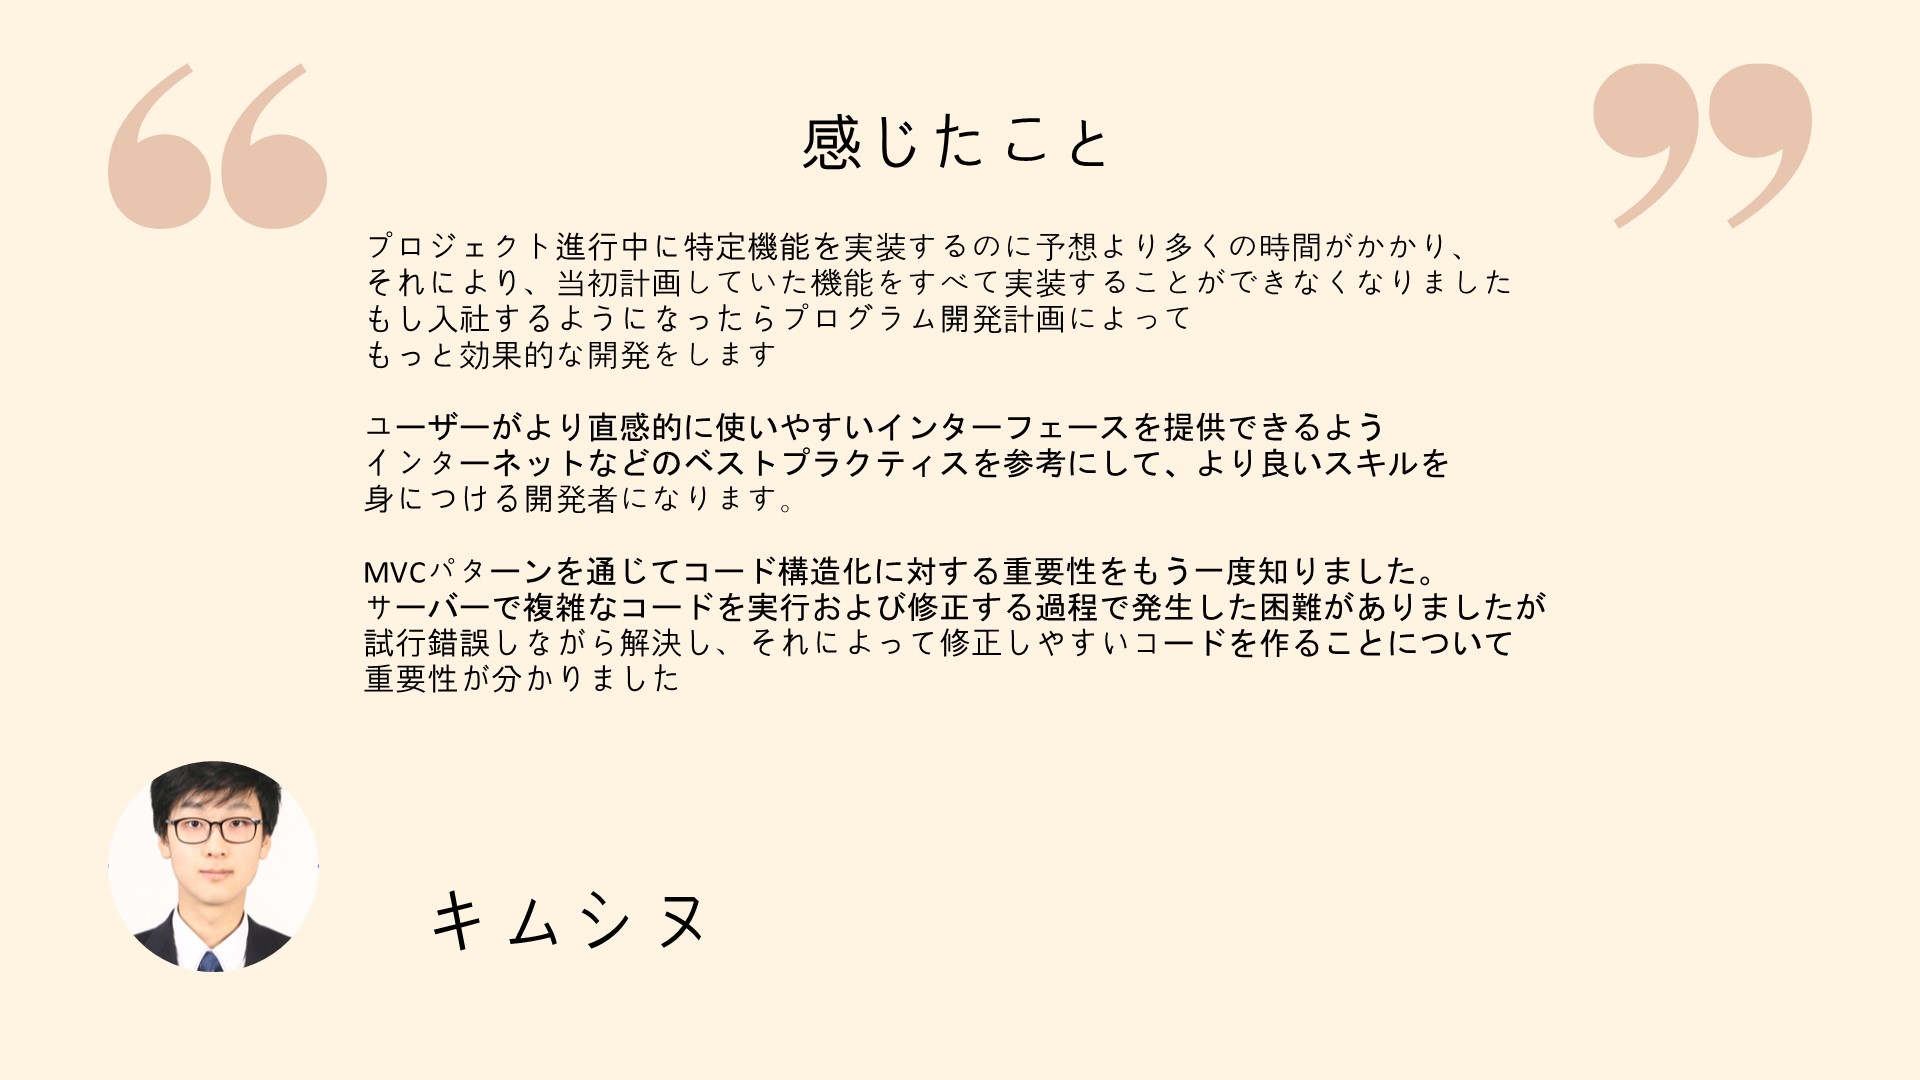 感じたこと
プロジェクト進行中に特定機能を実装するのに予想より多くの時間がかかり、
それにより、当初計画していた機能をすべて実装することができなくなりました
もし入社するようになったらプログラム開発計画によって
もっと効果的な開発をします
ユーザーがより直感的に使いやすいインターフェースを提供できるよう
インターネットなどのベストプラクティスを参考にして、より良いスキルを
身につける開発者になります。
MVCパターンを通じてコード構造化に対する重要性をもう一度知りました。
サーバーで複雑なコードを実行および修正する過程で発生した困難がありましたが
試行錯誤しながら解決し、それによって修正しやすいコードを作ることについて
重要性が分かりました
キムシヌ